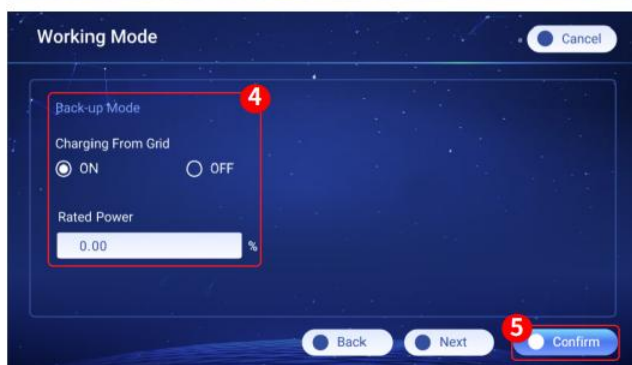 Working Mode
Cancel
4
Back-up Mode
Charging From Grid
ON OFF
Rated Power
0.00 %
5
Back Next Confirm